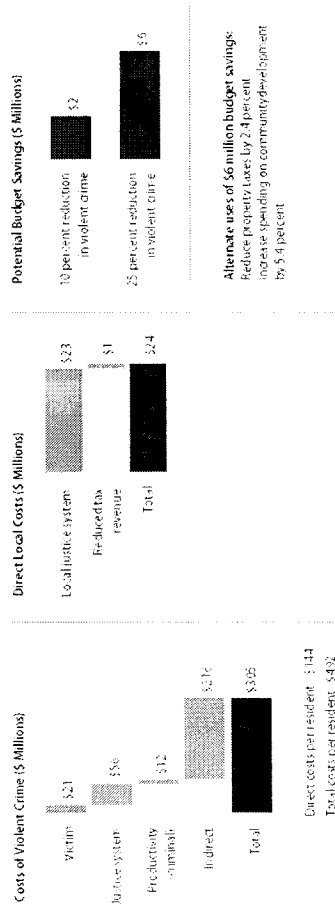 Costs of Violent Crime ($ Millions)
Victim $21
Justice system $56
Productivity $12
Indirect $216
Total $305
Direct costs per resident $144
Total costs per resident $492
Direct Local Costs ($ Millions)
Local justice system $23
Reduced tax
revenue $1
Total $24
Potential Budget Savings ($ Millions)
10 percent reduction
in violent crime $2
25 percent reduction
in violent crime $6
Alternate uses of $6 million budget savings:
Reduce property taxes by 2.4 percent
Increase spending on community development
by 5.4 percent